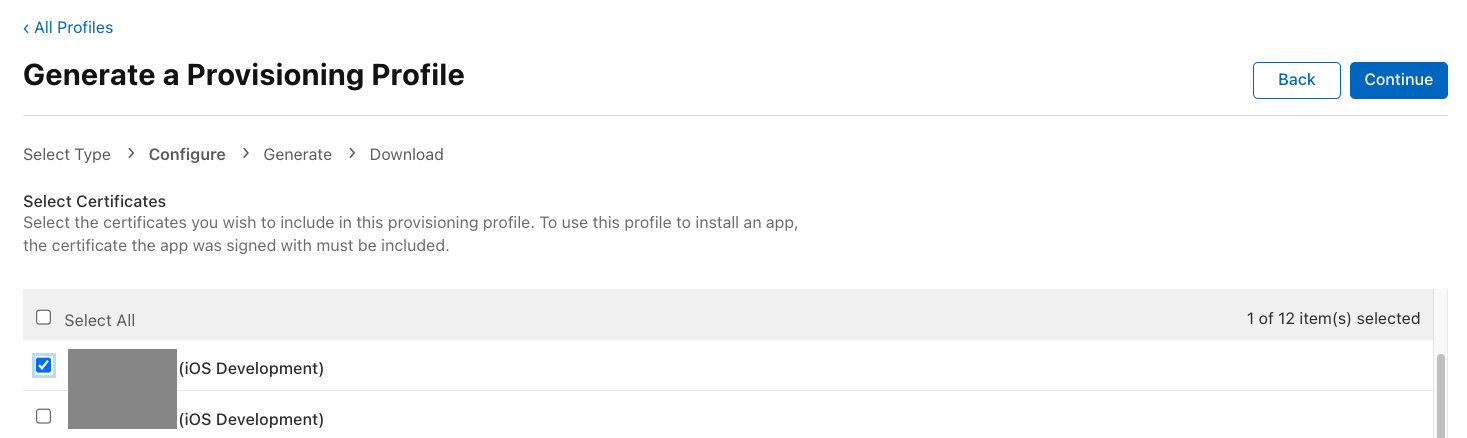 ‹ All Profiles
Generate a Provisioning Profile
Back
Continue
Select Type > Configure > Generate > Download
Select Certificates
Select the certificates you wish to include in this provisioning profile. To use this profile to install an app,
the certificate the app was signed with must be included.
Select All
1 of 12 item(s) selected
(iOS Development)
(iOS Development)